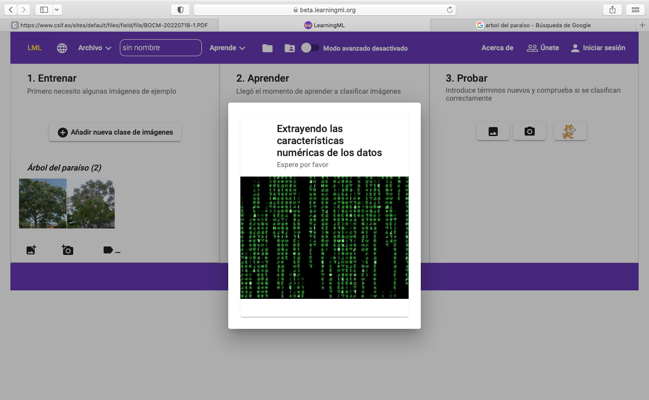 beta.learningml.org
https://www.csif.es/sites/default/files/field/file/BOCM-20220716-1.PDF
LearningML
arbol del paraiso - Búsqueda de Google
LML
Archivo
sin nombre
Aprende
Modo avanzado desactivado
Acerca de
Únete
Iniciar sesión
1. Entrenar
Primero necesito algunas imágenes de ejemplo
Añadir nueva clase de imágenes
Árbol del paraíso (2)
2. Aprender
Llegó el momento de aprender a clasificar imágenes
3. Probar
Introduce términos nuevos y comprueba si se clasifican
correctamente
Extrayendo las
características
numéricas de los datos
Espere por favor